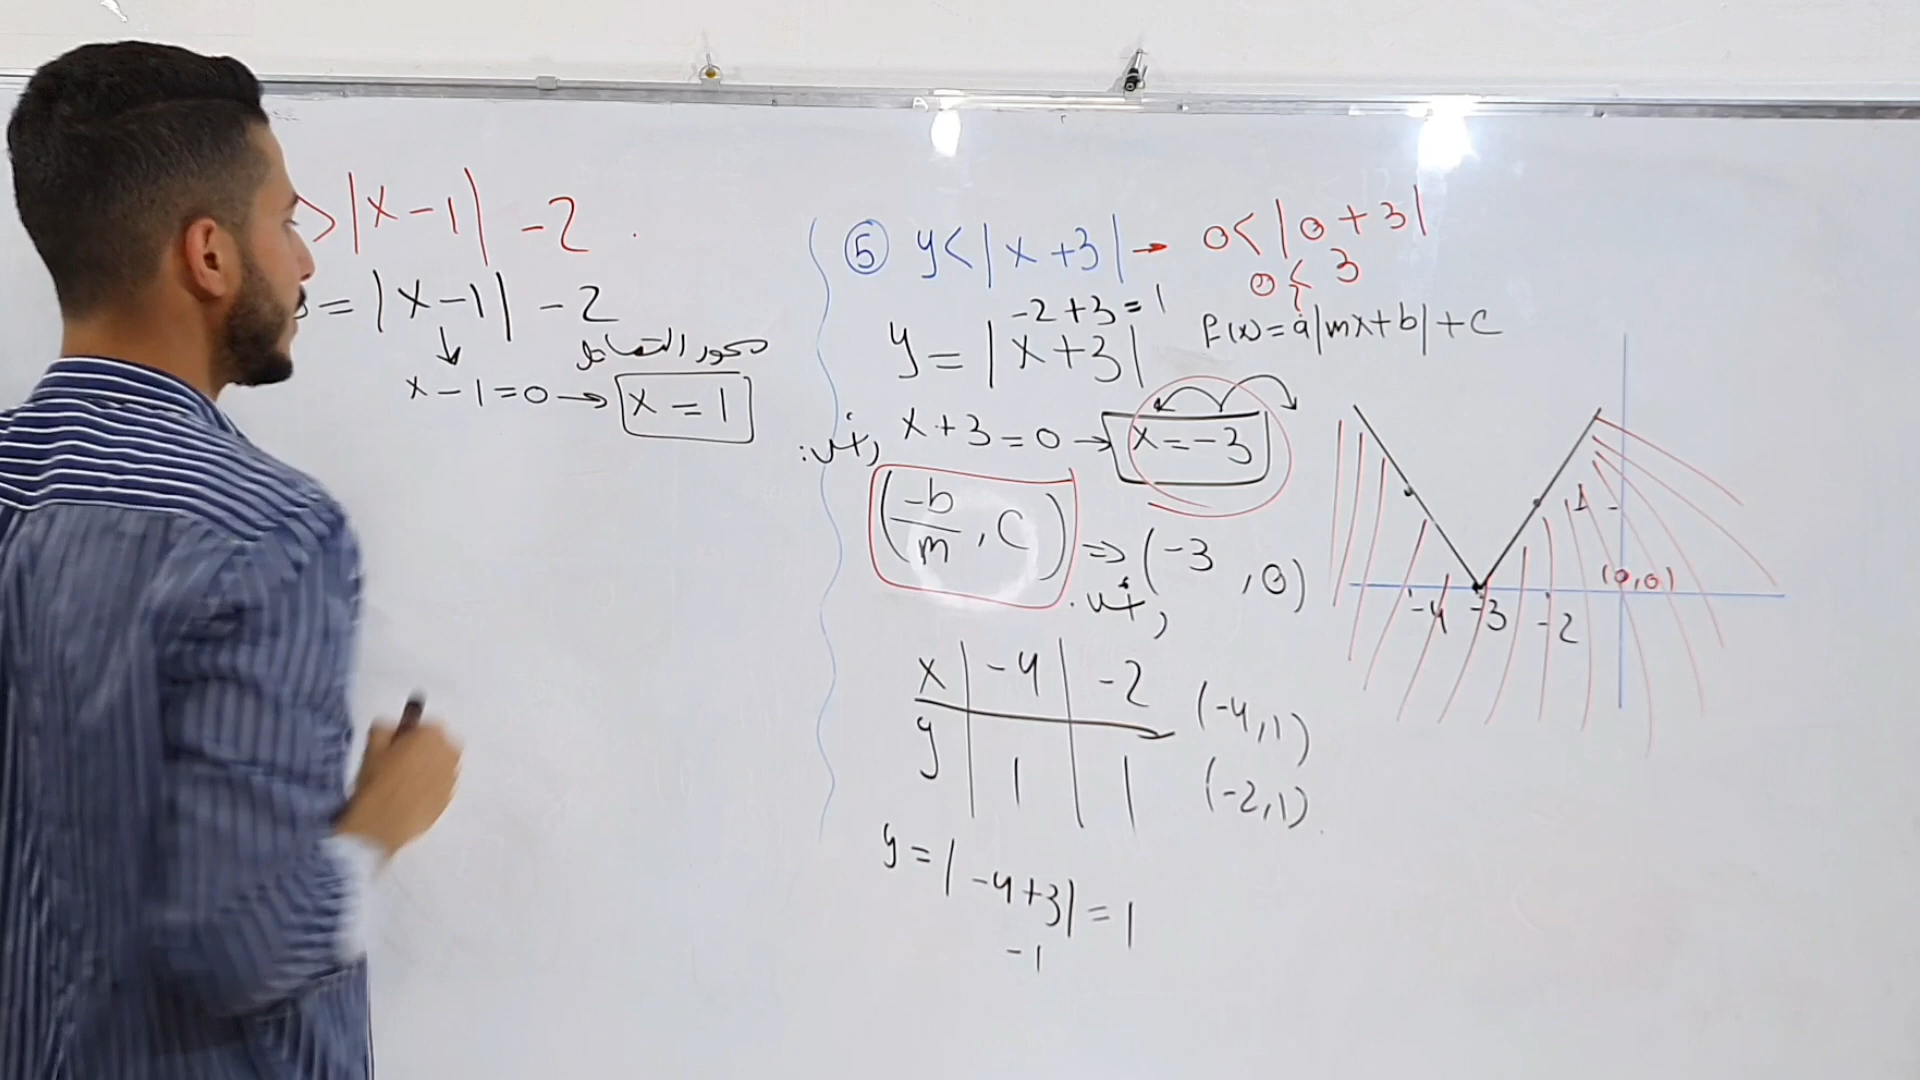 >|x-1| -2
= |x-1| -2
محور التماثل
x-1=0 → x = 1
⑤ y<|x+3| → 0<|0+3|
0 < 3
-2+3=1
y = |x+3|
f(x)=a|mx+b|+c
x+3=0 → x=-3
(-b/m, c) ⇒ (-3, 0)
x | -4 | -2
y | 1 | 1
(-4,1)
(-2,1)
y = |-4+3| = 1
-1
1
(0,0)
-4 -3 -2